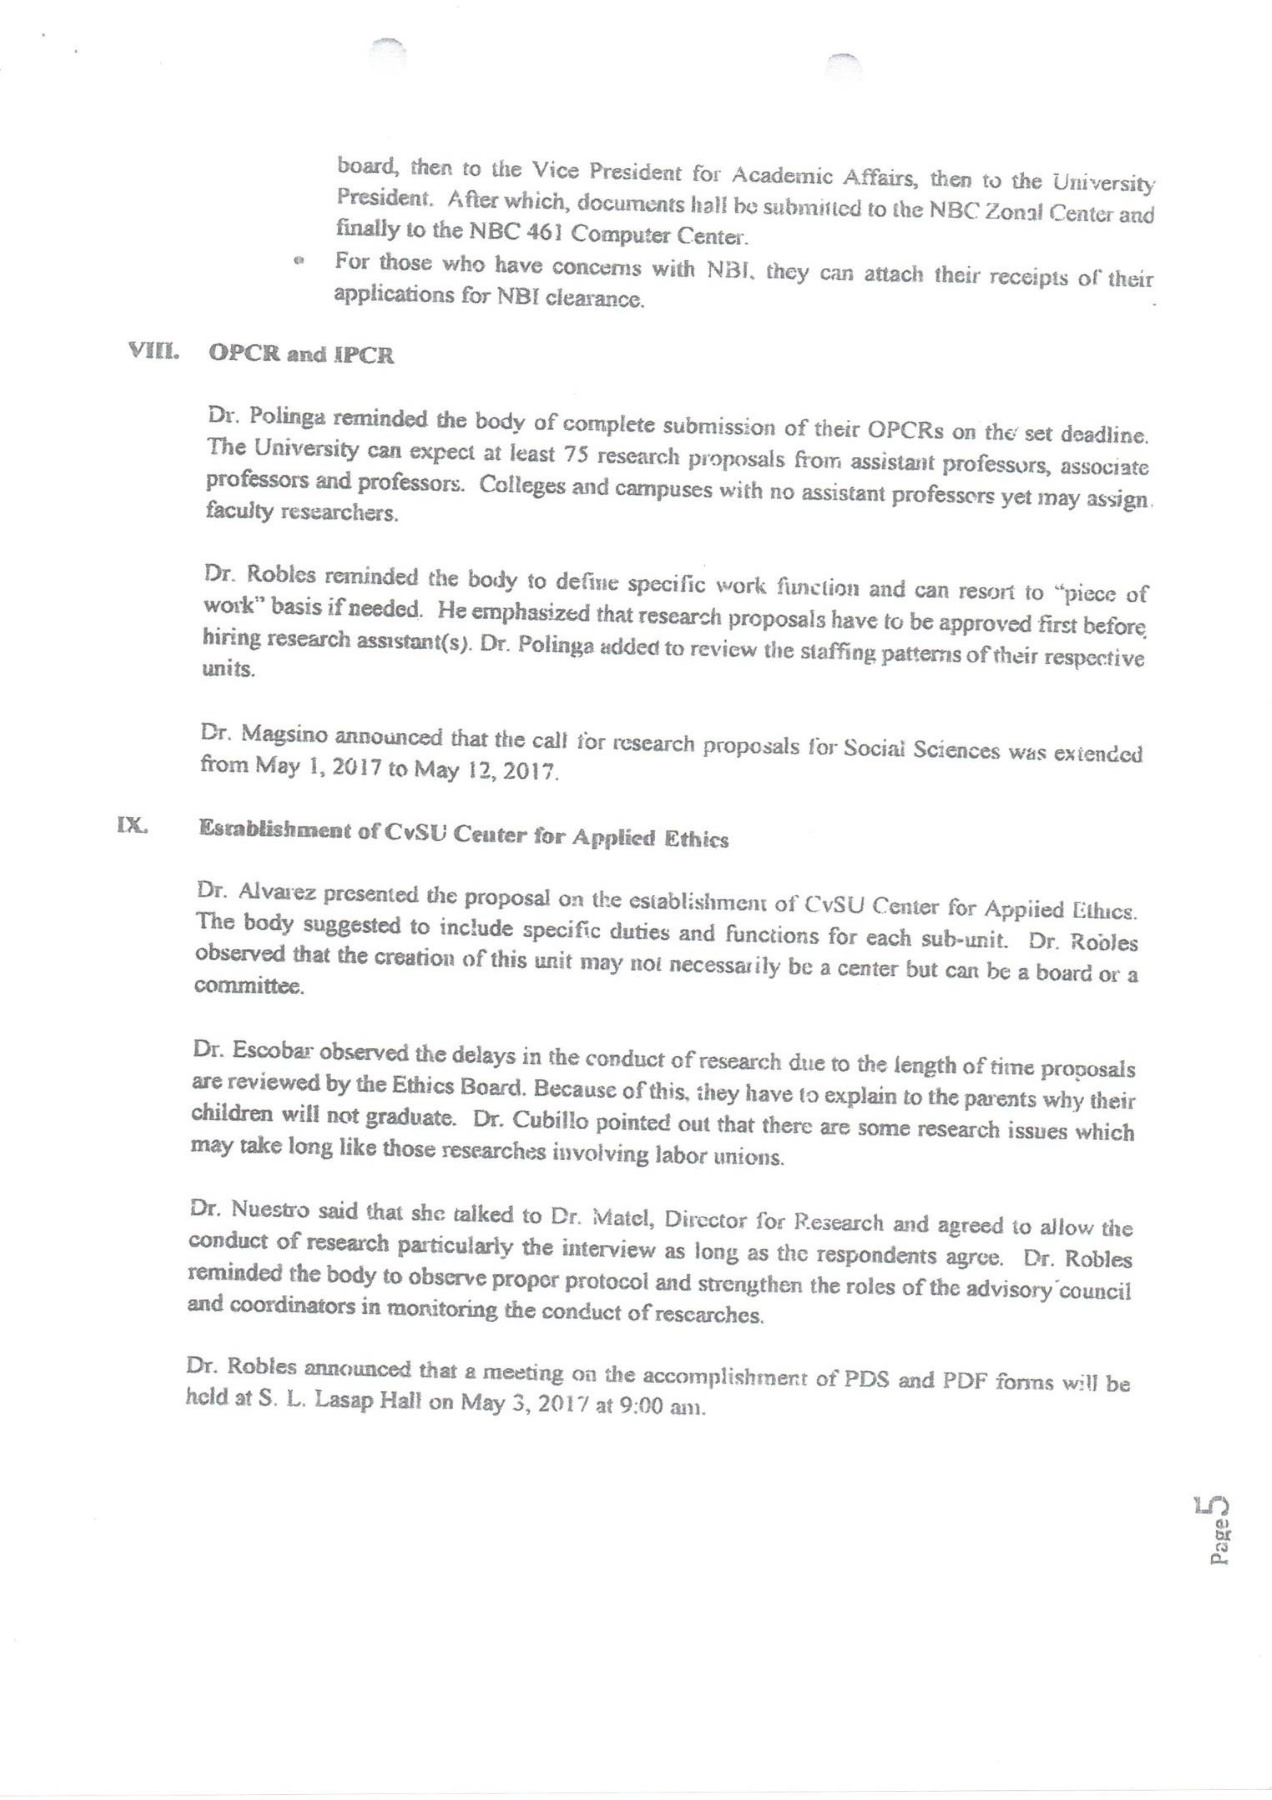 board, then to the Vice President for Academic Affairs, then to the University
President. After which, documents hall be submitted to the NBC Zonal Center and
finally to the NBC 461 Computer Center.
• For those who have concerns with NBI, they can attach their receipts of their
applications for NBI clearance.
VIII. OPCR and IPCR
Dr. Polinga reminded the body of complete submission of their OPCRs on the set deadline.
The University can expect at least 75 research proposals from assistant professors, associate
professors and professors. Colleges and campuses with no assistant professors yet may assign
faculty researchers.
Dr. Robles reminded the body to define specific work function and can resort to “piece of
work” basis if needed. He emphasized that research proposals have to be approved first before
hiring research assistant(s). Dr. Polinga added to review the staffing patterns of their respective
units.
Dr. Magsino announced that the call for research proposals for Social Sciences was extended
from May 1, 2017 to May 12, 2017.
IX. Establishment of CvSU Center for Applied Ethics
Dr. Alvarez presented the proposal on the establishment of CvSU Center for Applied Ethics.
The body suggested to include specific duties and functions for each sub-unit. Dr. Robles
observed that the creation of this unit may not necessarily be a center but can be a board or a
committee.
Dr. Escobar observed the delays in the conduct of research due to the length of time proposals
are reviewed by the Ethics Board. Because of this, they have to explain to the parents why their
children will not graduate. Dr. Cubillo pointed out that there are some research issues which
may take long like those researches involving labor unions.
Dr. Nuestro said that she talked to Dr. Matel, Director for Research and agreed to allow the
conduct of research particularly the interview as long as the respondents agree. Dr. Robles
reminded the body to observe proper protocol and strengthen the roles of the advisory council
and coordinators in monitoring the conduct of researches.
Dr. Robles announced that a meeting on the accomplishment of PDS and PDF forms will be
held at S. L. Lasap Hall on May 3, 2017 at 9:00 am.
Page 5